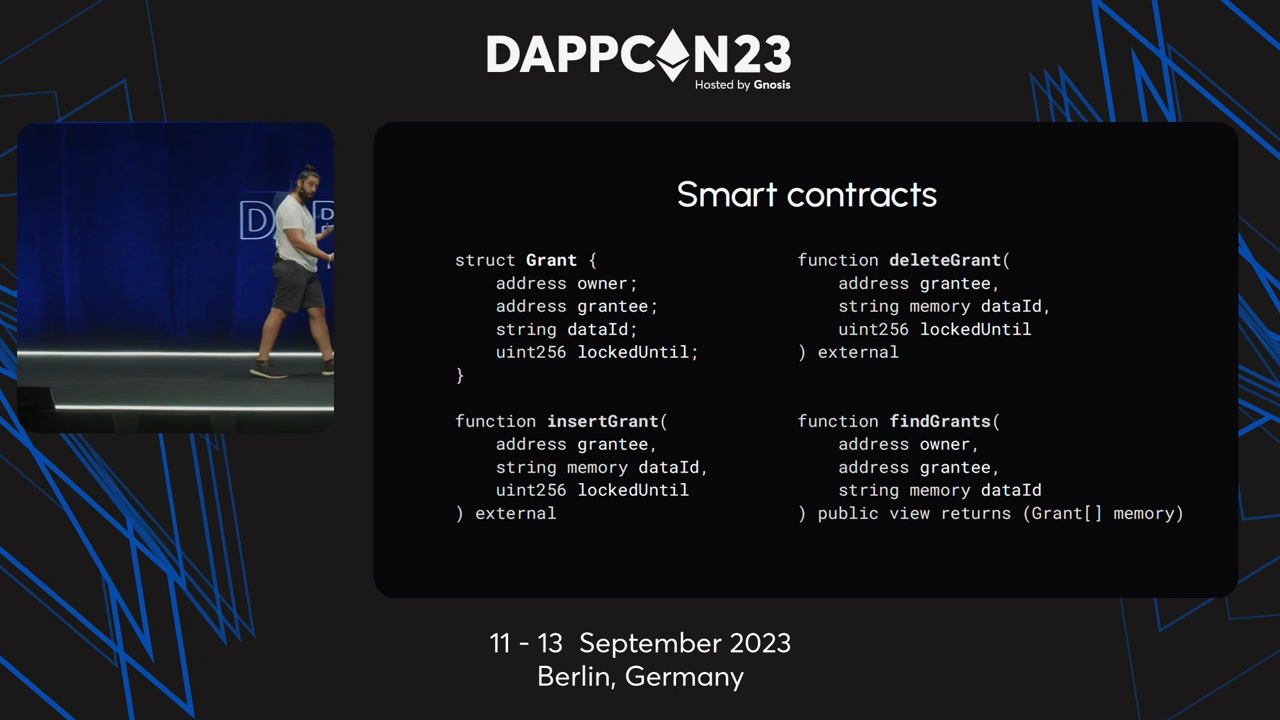 DAPPCON23
Hosted by Gnosis
Smart contracts
struct Grant {
address owner;
address grantee;
string dataId;
uint256 lockedUntil;
}
function insertGrant(
address grantee,
string memory dataId,
uint256 lockedUntil
) external
function deleteGrant(
address grantee,
string memory dataId,
uint256 lockedUntil
) external
function findGrants(
address owner,
address grantee,
string memory dataId
) public view returns (Grant[] memory)
11 - 13 September 2023
Berlin, Germany